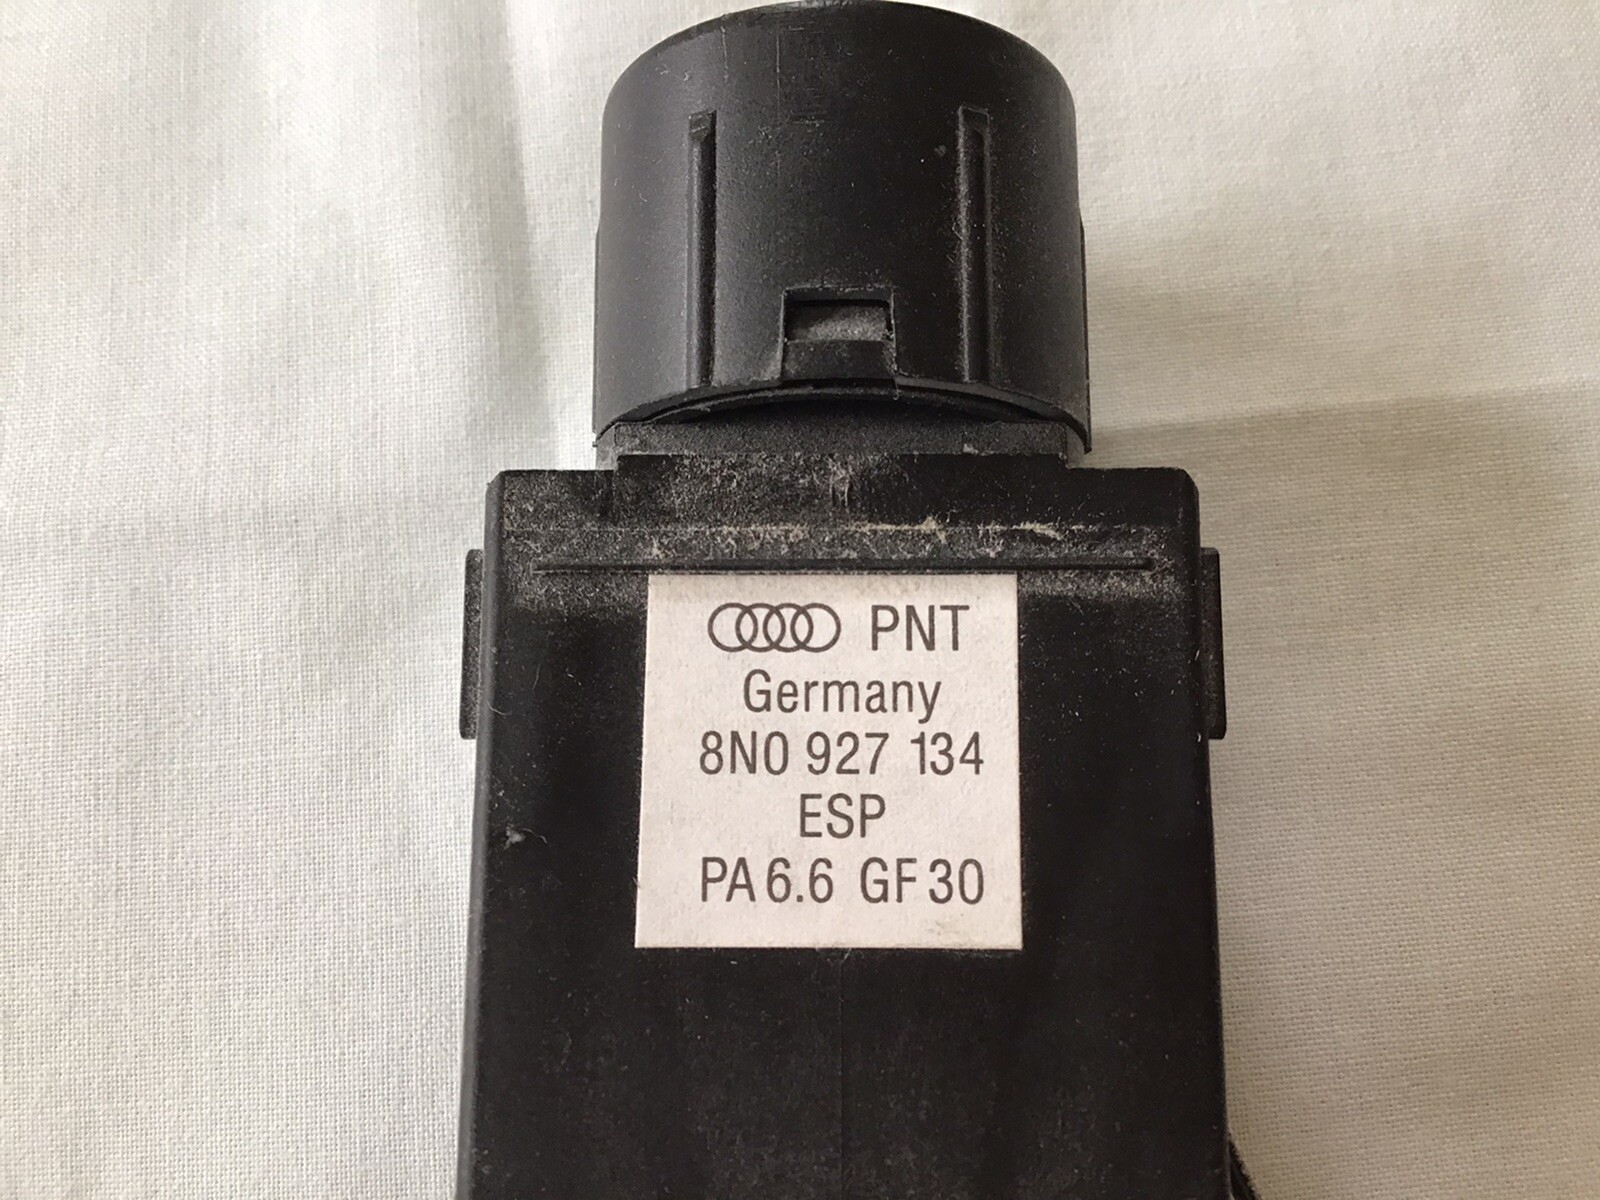 PNT
Germany
8N0 927 134
ESP
PA6.6 GF30